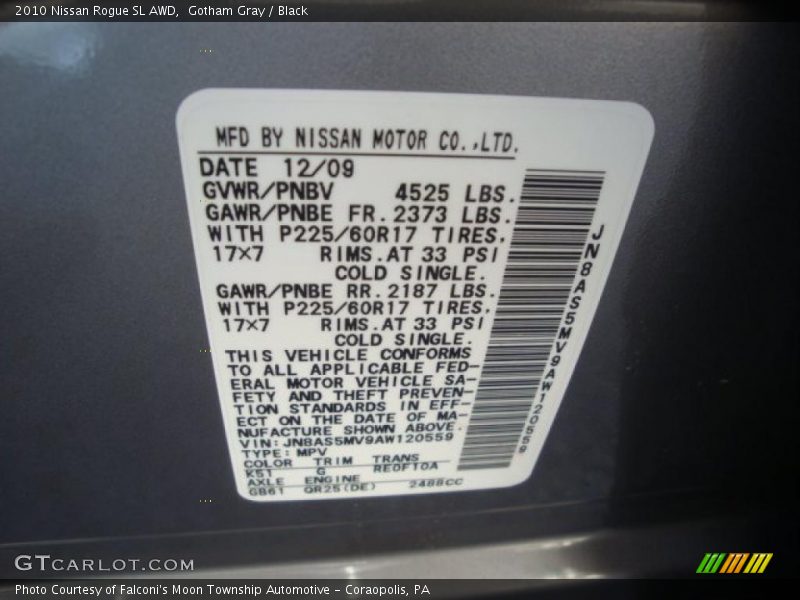 2010 Nissan Rogue SL AWD,  Gotham Gray / Black
MFD BY NISSAN MOTOR CO.,LTD.
DATE 12/09
GVWR/PNBV 4525 LBS.
GAWR/PNBE FR. 2373 LBS.
WITH P225/60R17 TIRES.
17×7 RIMS.AT 33 PSI
COLD SINGLE.
GAWR/PNBE RR. 2187 LBS.
WITH P225/60R17 TIRES.
17×7 RIMS.AT 33 PSI
COLD SINGLE.
THIS VEHICLE CONFORMS
TO ALL APPLICABLE FED-
ERAL MOTOR VEHICLE SA-
FETY AND THEFT PREVEN-
TION STANDARDS IN EFF-
ECT ON THE DATE OF MA-
NUFACTURE SHOWN ABOVE.
VIN:JN8AS5MV9AW120559
TYPE:MPV
COLOR TRIM TRANS
K51 G RE0F10A
AXLE ENGINE
GB61 QR25(DE) 2488CC
JN8AS5MV9AW120559
GTCARLOT.COM
Photo Courtesy of Falconi's Moon Township Automotive – Coraopolis, PA